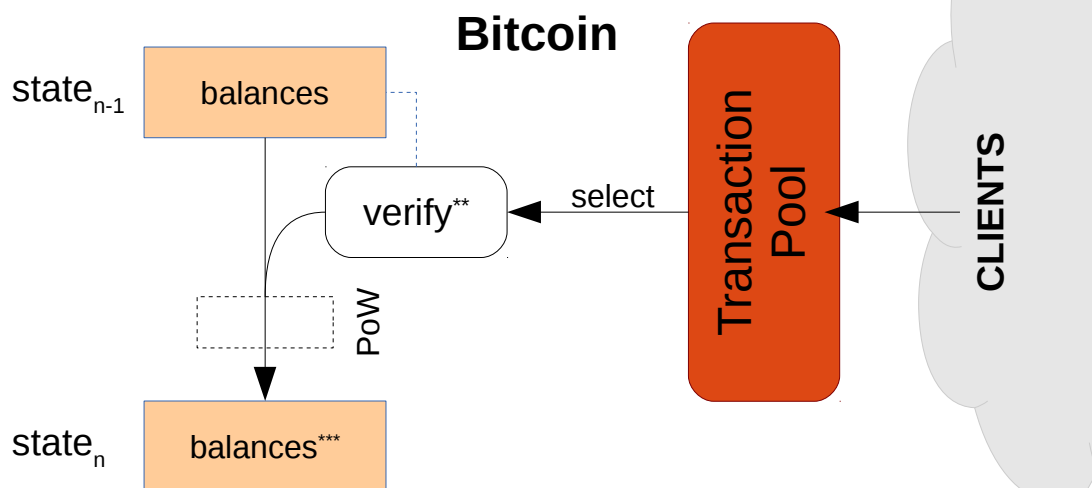 Bitcoin
state n-1
balances
verify**
select
Transaction
Pool
CLIENTS
PoW
state n
balances***